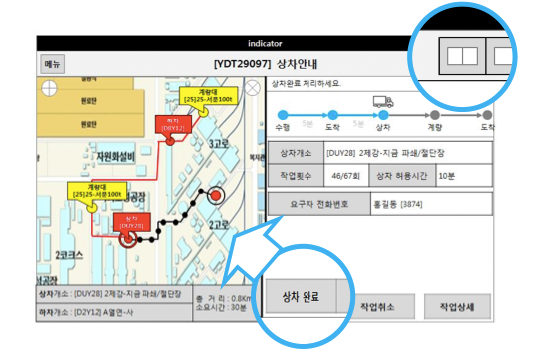 indicator
메뉴
[YDT29097] 상차안내
상차완료 처리하세요.
원료탄
원료탄
계량대
[25]25-서문100t
하차
[D2Y12]
자원화설비
3고로
계량대
[25]25-서문100t
상차
[DUY28]
2고로
2코크스
수행
5분
도착
5분
상차
계량
도착
상차개소
[DUY28] 2제강-지금 파쇄/절단장
작업횟수
46/67회
상차 허용시간
10분
요구자 전화번호
홍길동 [3874]
상차개소 : [DUY28] 2제강-지금 파쇄/절단장
하차개소 : [D2Y12] A열연-사
총 거리 : 0.8Km
소요시간 : 30분
상차 완료
작업취소
작업상세